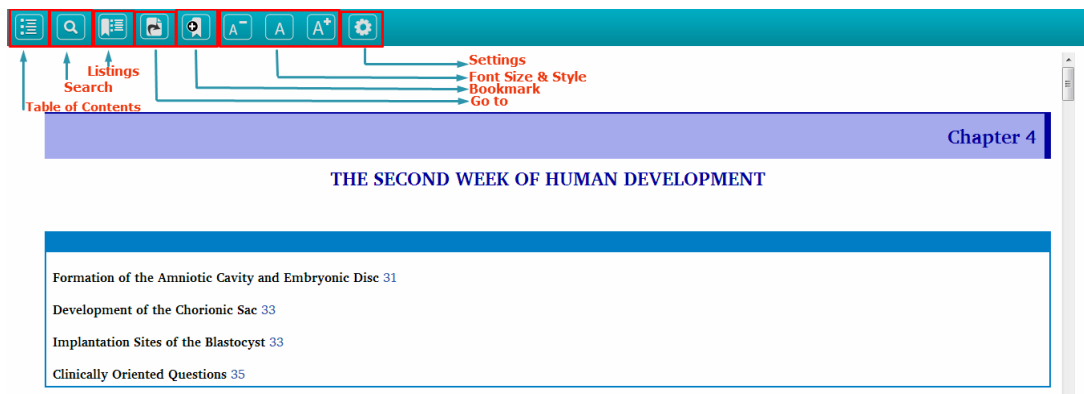 A- A A+
Settings
Listings
Font Size & Style
Search
Bookmark
Go to
Table of Contents
Chapter 4
THE SECOND WEEK OF HUMAN DEVELOPMENT
Formation of the Amniotic Cavity and Embryonic Disc 31
Development of the Chorionic Sac 33
Implantation Sites of the Blastocyst 33
Clinically Oriented Questions 35